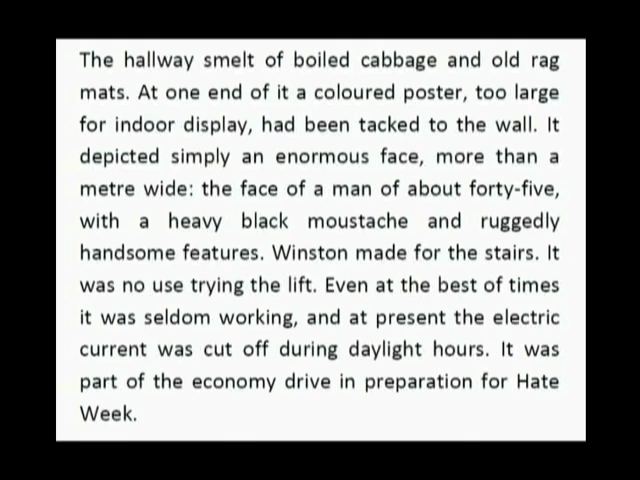 The hallway smelt of boiled cabbage and old rag
mats. At one end of it a coloured poster, too large
for indoor display, had been tacked to the wall. It
depicted simply an enormous face, more than a
metre wide: the face of a man of about forty-five,
with a heavy black moustache and ruggedly
handsome features. Winston made for the stairs. It
was no use trying the lift. Even at the best of times
it was seldom working, and at present the electric
current was cut off during daylight hours. It was
part of the economy drive in preparation for Hate
Week.